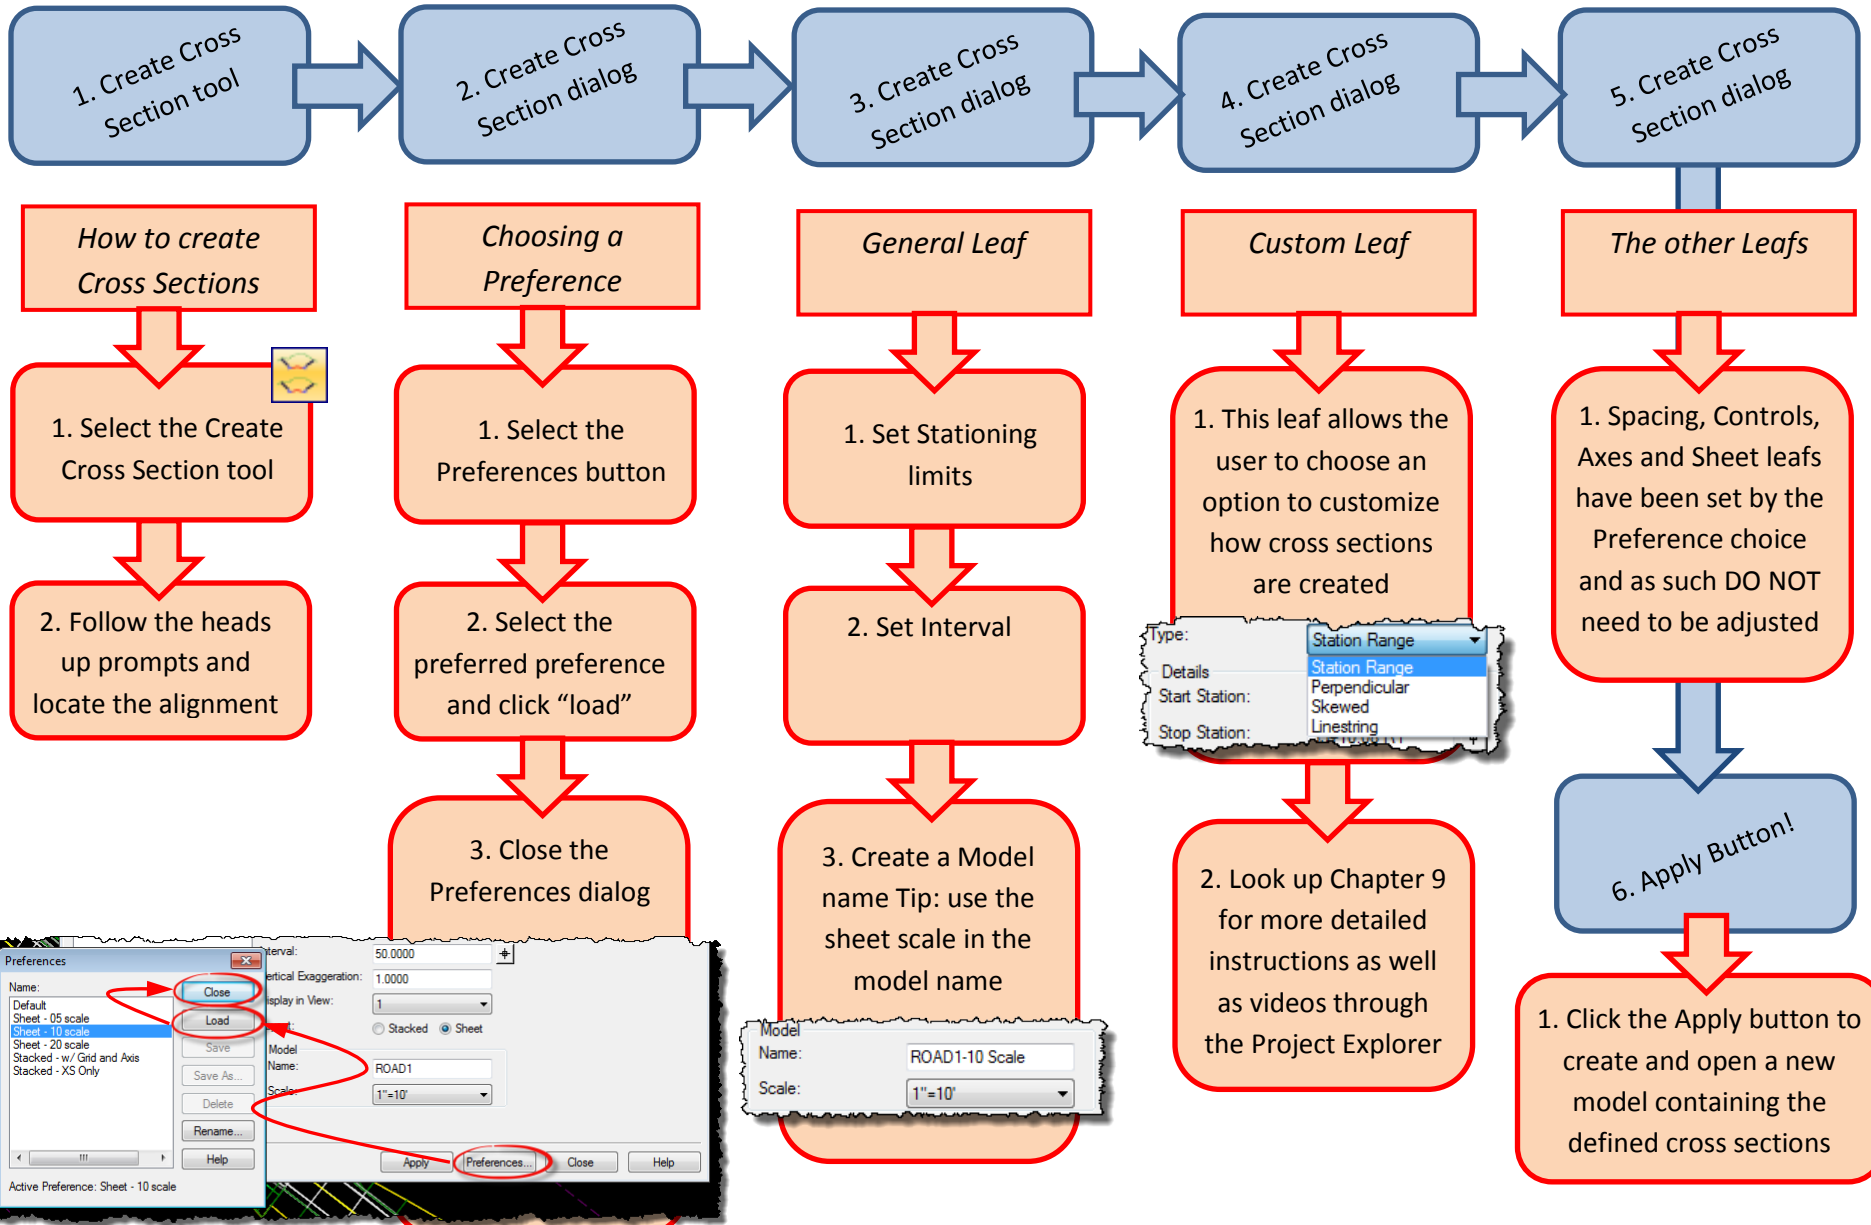 1. Create Cross
Section tool
2. Create Cross
Section dialog
3. Create Cross
Section dialog
4. Create Cross
Section dialog
5. Create Cross
Section dialog
How to create
Cross Sections
Choosing a
Preference
General Leaf
Custom Leaf
The other Leafs
1. Select the Create
Cross Section tool
2. Follow the heads
up prompts and
locate the alignment
1. Select the
Preferences button
2. Select the
preferred preference
and click “load”
3. Close the
Preferences dialog
1. Set Stationing
limits
2. Set Interval
3. Create a Model
name Tip: use the
sheet scale in the
model name
Model
Name:
ROAD1-10 Scale
Scale:
1"=10'
1. This leaf allows the
user to choose an
option to customize
how cross sections
are created
Type:
Station Range
Station Range
Details
Perpendicular
Start Station:
Skewed
Linestring
Stop Station:
2. Look up Chapter 9
for more detailed
instructions as well
as videos through
the Project Explorer
1. Spacing, Controls,
Axes and Sheet leafs
have been set by the
Preference choice
and as such DO NOT
need to be adjusted
6. Apply Button!
1. Click the Apply button to
create and open a new
model containing the
defined cross sections
Preferences
Name:
Default
Sheet - 05 scale
Sheet - 10 scale
Sheet - 20 scale
Stacked - w/ Grid and Axis
Stacked - XS Only
Close
Load
Save
Save As...
Delete
Rename...
Help
Active Preference: Sheet - 10 scale
terval:
50.0000
ertical Exaggeration:
1.0000
isplay in View:
1
Stacked
Sheet
Model
Name:
ROAD1
Scale:
1"=10'
Apply
Preferences...
Close
Help